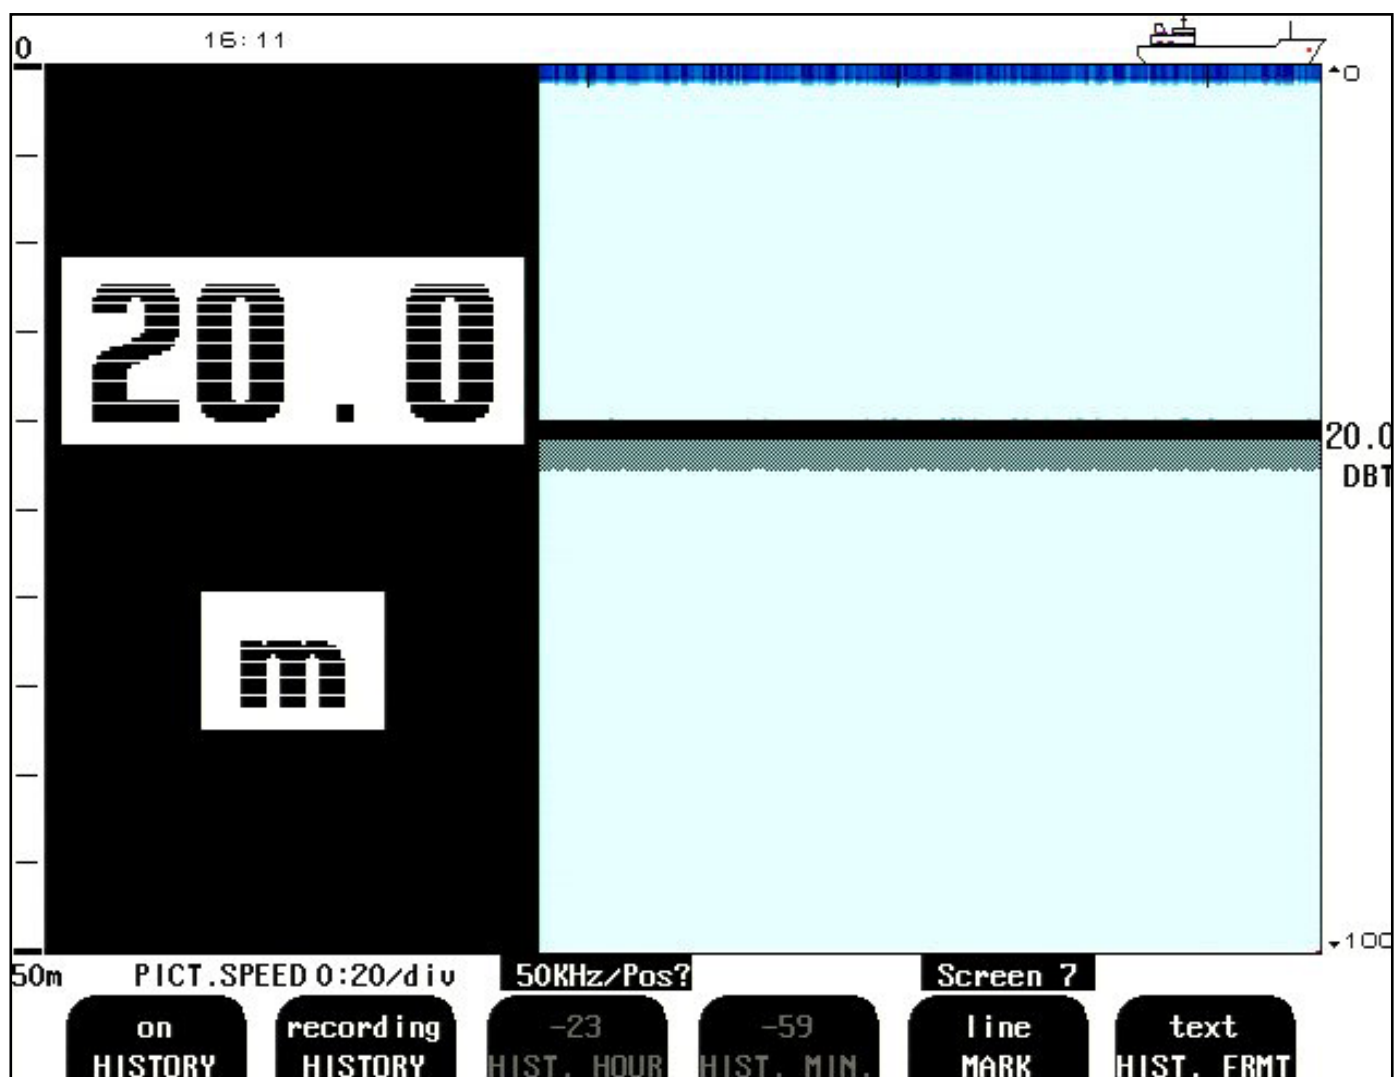 0
16:11
0
20.0
20.0
DBT
m
100
50m PICT.SPEED 0:20/div 50KHz/Pos? Screen 7
on recording -23 -59 line text
HISTORY HISTORY HIST. HOUR HIST. MIN. MARK HIST. FRMT